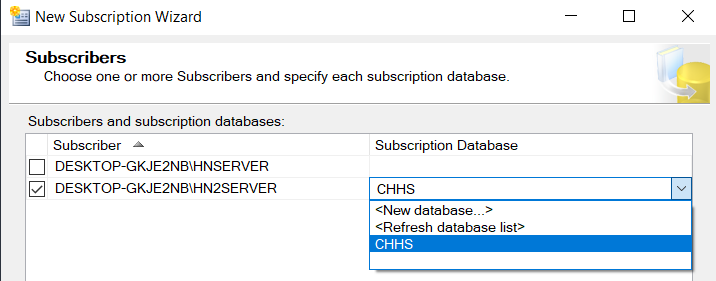 New Subscription Wizard
Subscribers
Choose one or more Subscribers and specify each subscription database.
Subscribers and subscription databases:
Subscriber Subscription Database
DESKTOP-GKJE2NB\HNSERVER
DESKTOP-GKJE2NB\HN2SERVER CHHS
<New database...>
<Refresh database list>
CHHS